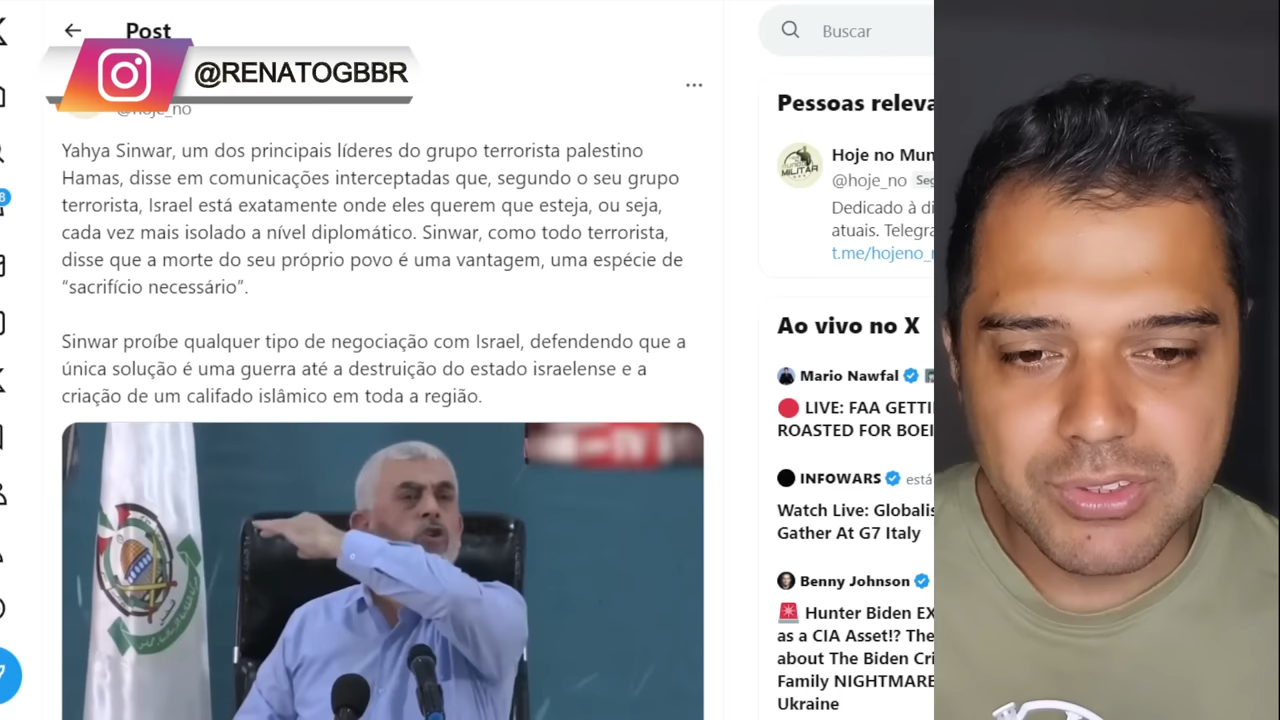 Post
@RENATOGBBR
@hoje_no
Yahya Sinwar, um dos principais líderes do grupo terrorista palestino
Hamas, disse em comunicações interceptadas que, segundo o seu grupo
terrorista, Israel está exatamente onde eles querem que esteja, ou seja,
cada vez mais isolado a nível diplomático. Sinwar, como todo terrorista,
disse que a morte do seu próprio povo é uma vantagem, uma espécie de
“sacrifício necessário”.
Sinwar proíbe qualquer tipo de negociação com Israel, defendendo que a
única solução é uma guerra até a destruição do estado israelense e a
criação de um califado islâmico em toda a região.
8
Buscar
Pessoas releva
Hoje no Mun
MILITAR
@hoje_no Seg
Dedicado à di
atuais. Telegra
t.me/hojeno_
Ao vivo no X
Mario Nawfal
LIVE: FAA GETTI
ROASTED FOR BOEI
INFOWARS está
Watch Live: Globalis
Gather At G7 Italy
Benny Johnson
Hunter Biden EX
as a CIA Asset!? The
about The Biden Cri
Family NIGHTMARE
Ukraine